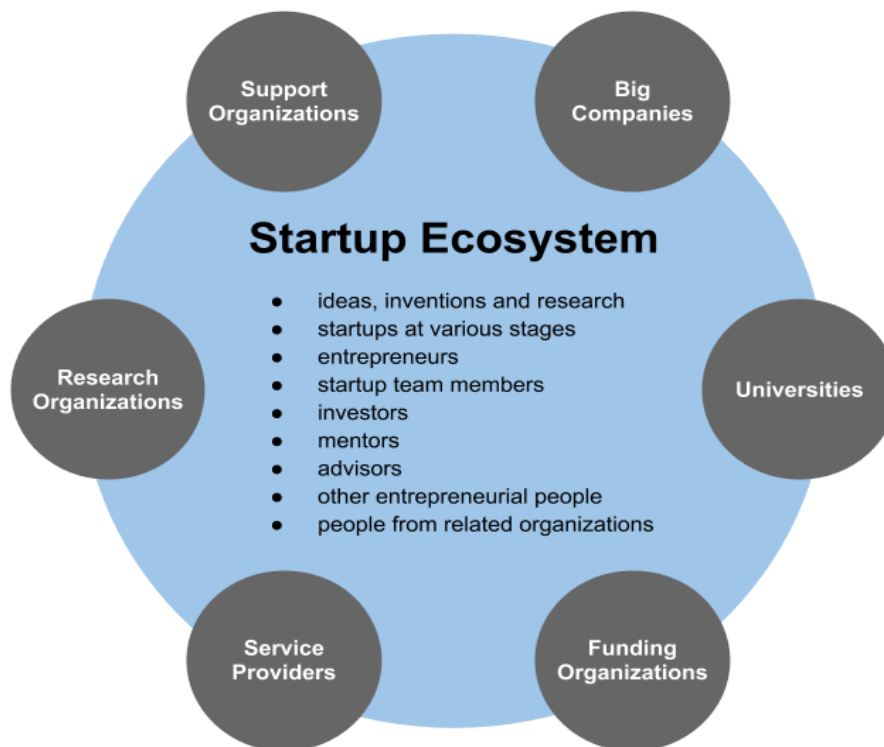 Support
Organizations
Big
Companies
Startup Ecosystem
● ideas, inventions and research
● startups at various stages
● entrepreneurs
● startup team members
● investors
● mentors
● advisors
● other entrepreneurial people
● people from related organizations
Research
Organizations
Universities
Service
Providers
Funding
Organizations